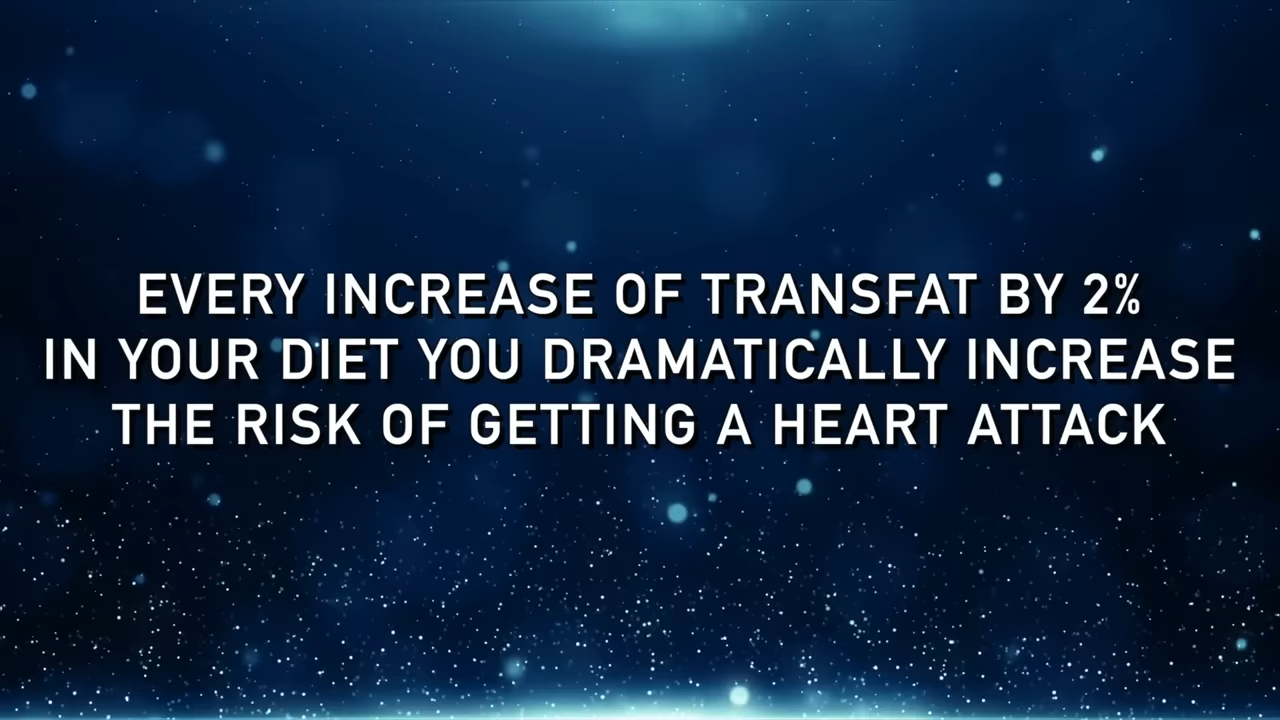 EVERY INCREASE OF TRANSFAT BY 2%
IN YOUR DIET YOU DRAMATICALLY INCREASE
THE RISK OF GETTING A HEART ATTACK